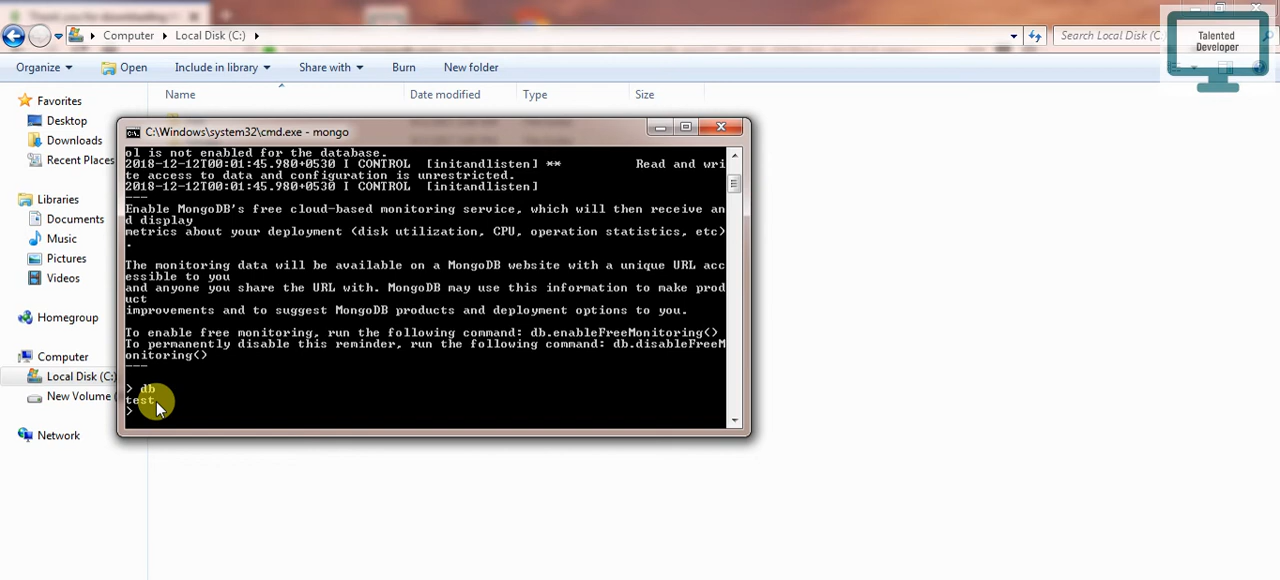 Computer
Local Disk (C:)
Search Local Disk (C
Talented
Developer
Organize
Open
Include in library
Share with
Burn
New folder
Name
Date modified
Type
Size
Favorites
Desktop
Downloads
Recent Places
Libraries
Documents
Music
Pictures
Videos
Homegroup
Computer
Local Disk (C:)
New Volume
Network
C:\Windows\system32\cmd.exe - mongo
ol is not enabled for the database.
2018-12-12T00:01:45.980+0530 I CONTROL  [initandlisten] **          Read and wri
te access to data and configuration is unrestricted.
2018-12-12T00:01:45.980+0530 I CONTROL  [initandlisten]
---
Enable MongoDB's free cloud-based monitoring service, which will then receive an
d display
metrics about your deployment (disk utilization, CPU, operation statistics, etc)
.
The monitoring data will be available on a MongoDB website with a unique URL acc
essible to you
and anyone you share the URL with. MongoDB may use this information to make prod
uct
improvements and to suggest MongoDB products and deployment options to you.
To enable free monitoring, run the following command: db.enableFreeMonitoring()
To permanently disable this reminder, run the following command: db.disableFreeM
onitoring()
---
> db
test
>